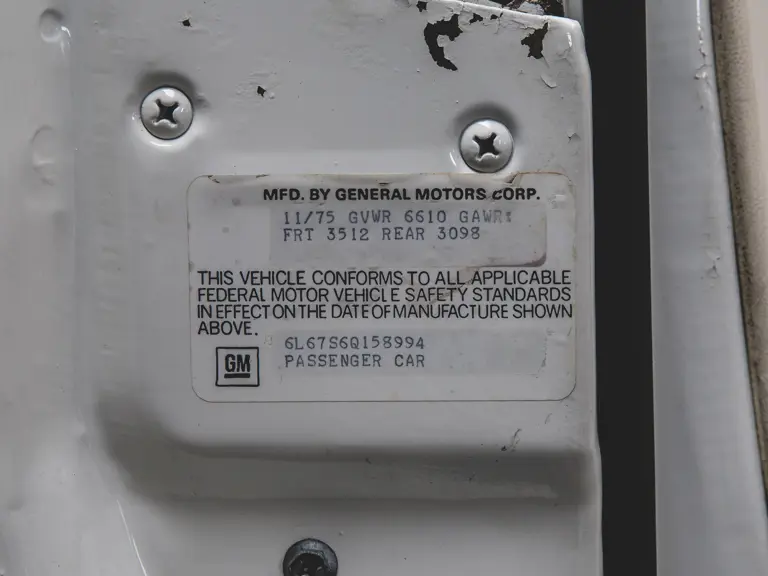 MFD. BY GENERAL MOTORS CORP.
11/75 GVWR 6610 GAWR:
FRT 3512 REAR 3098
THIS VEHICLE CONFORMS TO ALL APPLICABLE
FEDERAL MOTOR VEHICLE SAFETY STANDARDS
IN EFFECT ON THE DATE OF MANUFACTURE SHOWN
ABOVE.
6L67S6Q158994
GM PASSENGER CAR